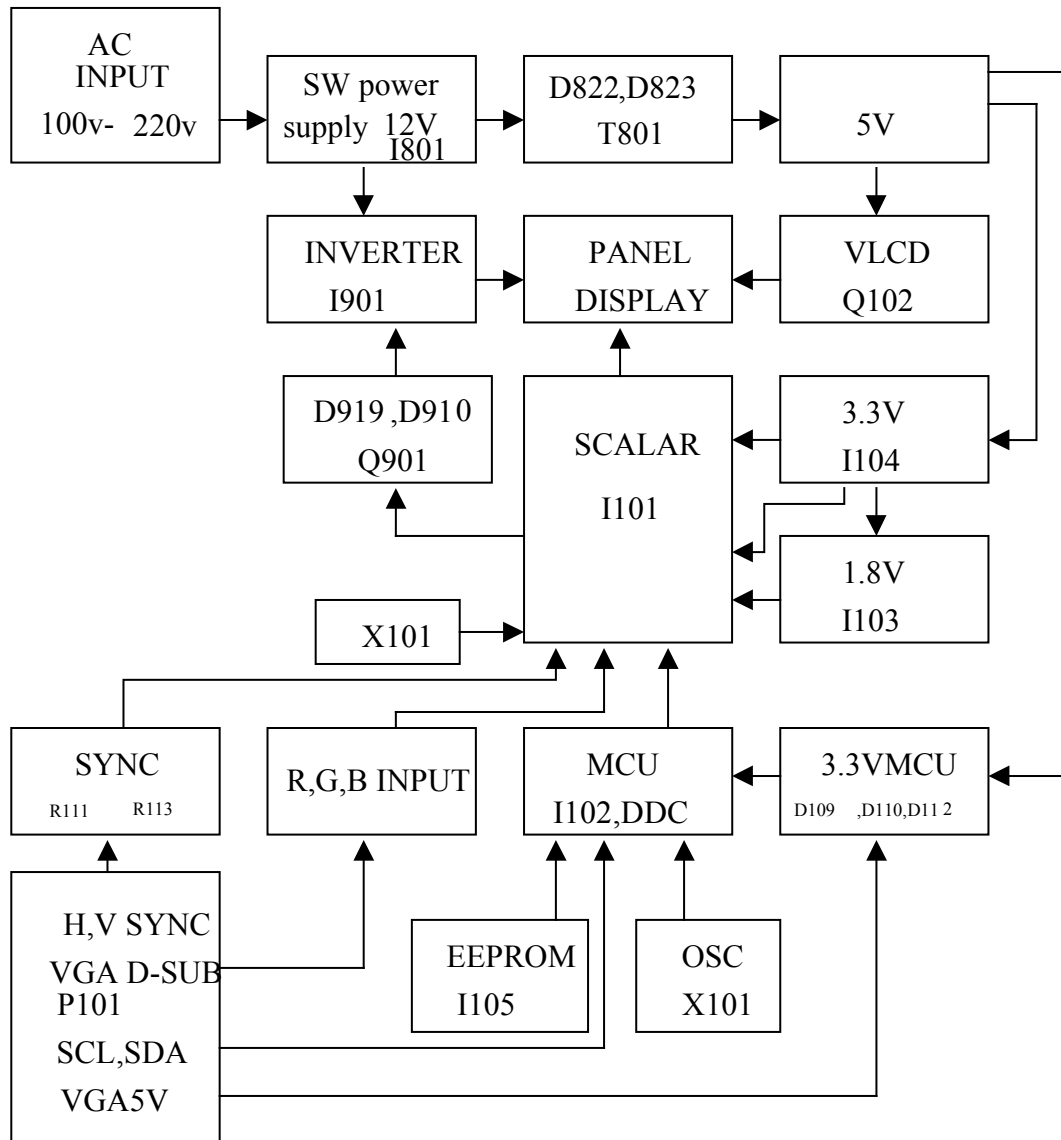 AC
INPUT
100v- 220v
SW power
supply 12V
I801
D822,D823
T801
5V
INVERTER
I901
PANEL
DISPLAY
VLCD
Q102
D919 ,D910
Q901
SCALAR
I101
3.3V
I104
1.8V
I103
X101
SYNC
R111 R113
R,G,B INPUT
MCU
I102,DDC
3.3VMCU
D109 ,D110,D11 2
H,V SYNC
VGA D-SUB
P101
SCL,SDA
VGA5V
EEPROM
I105
OSC
X101